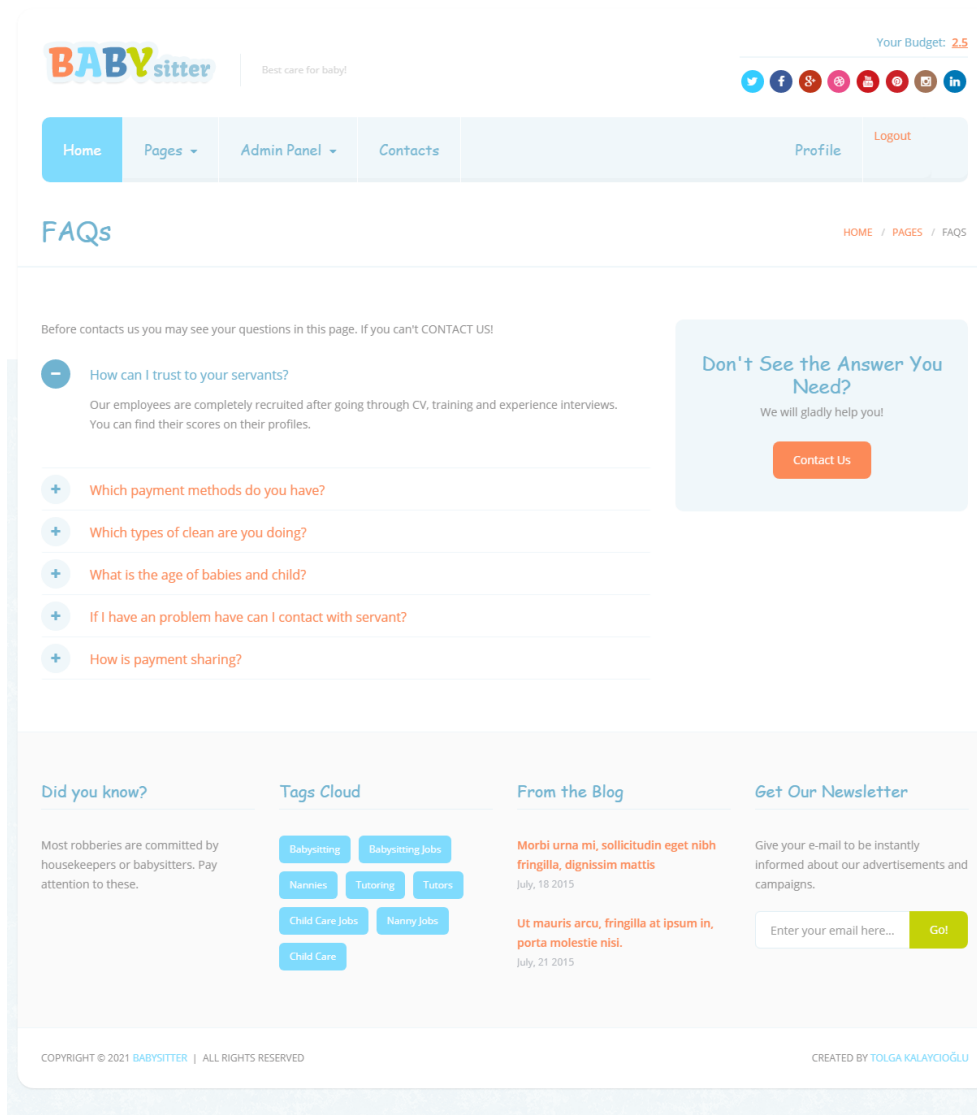 BABYsitter
Best care for baby!
Your Budget: 2.5
Home
Pages
Admin Panel
Contacts
Profile
Logout
FAQs
HOME / PAGES / FAQS
Before contacts us you may see your questions in this page. If you can't CONTACT US!
How can I trust to your servants?
Our employees are completely recruited after going through CV, training and experience interviews.
You can find their scores on their profiles.
Which payment methods do you have?
Which types of clean are you doing?
What is the age of babies and child?
If I have an problem have can I contact with servant?
How is payment sharing?
Don't See the Answer You
Need?
We will gladly help you!
Contact Us
Did you know?
Most robberies are committed by
housekeepers or babysitters. Pay
attention to these.
Tags Cloud
Babysitting
Babysitting Jobs
Nannies
Tutoring
Tutors
Child Care Jobs
Nanny Jobs
Child Care
From the Blog
Morbi urna mi, sollicitudin eget nibh
fringilla, dignissim mattis
July, 18 2015
Ut mauris arcu, fringilla at ipsum in,
porta molestie nisi.
July, 21 2015
Get Our Newsletter
Give your e-mail to be instantly
informed about our advertisements and
campaigns.
Enter your email here...
Go!
COPYRIGHT © 2021 BABYSITTER | ALL RIGHTS RESERVED
CREATED BY TOLGA KALAYCIOĞLU